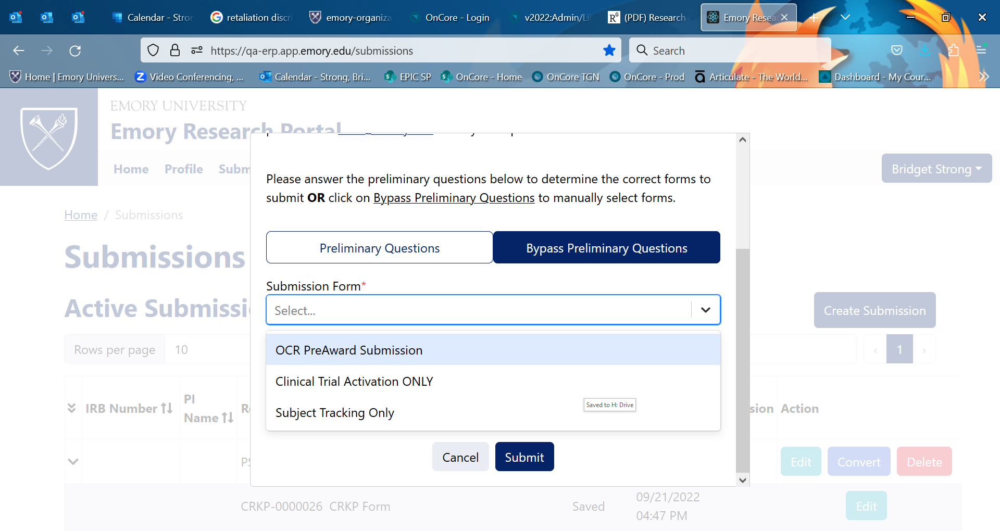 Calendar - Stron
retaliation discri
emory-organiza
OnCore - Login
v2022:Admin/Li
(PDF) Research
Emory Resea
https://qa-erp.app.emory.edu/submissions
Search
Home | Emory Univers...
Video Conferencing, ...
Calendar - Strong, Bri...
EPIC SP
OnCore - Home
OnCore TGN
OnCore - Prod
Articulate - The World...
Dashboard - My Cour...
EMORY UNIVERSITY
Emory Research Portal
Home Profile Subm
Bridget Strong
Please answer the preliminary questions below to determine the correct forms to
submit OR click on Bypass Preliminary Questions to manually select forms.
Home / Submissions
Preliminary Questions
Bypass Preliminary Questions
Submissions
Submission Form*
Select...
Active Submissi
Create Submission
OCR PreAward Submission
Rows per page 10
‹ 1 ›
Clinical Trial Activation ONLY
Saved to H: Drive
Subject Tracking Only
IRB Number
PI
Name
sion
Action
Cancel
Submit
Edit Convert Delete
CRKP-0000026 CRKP Form
Saved
09/21/2022
04:47 PM
Edit